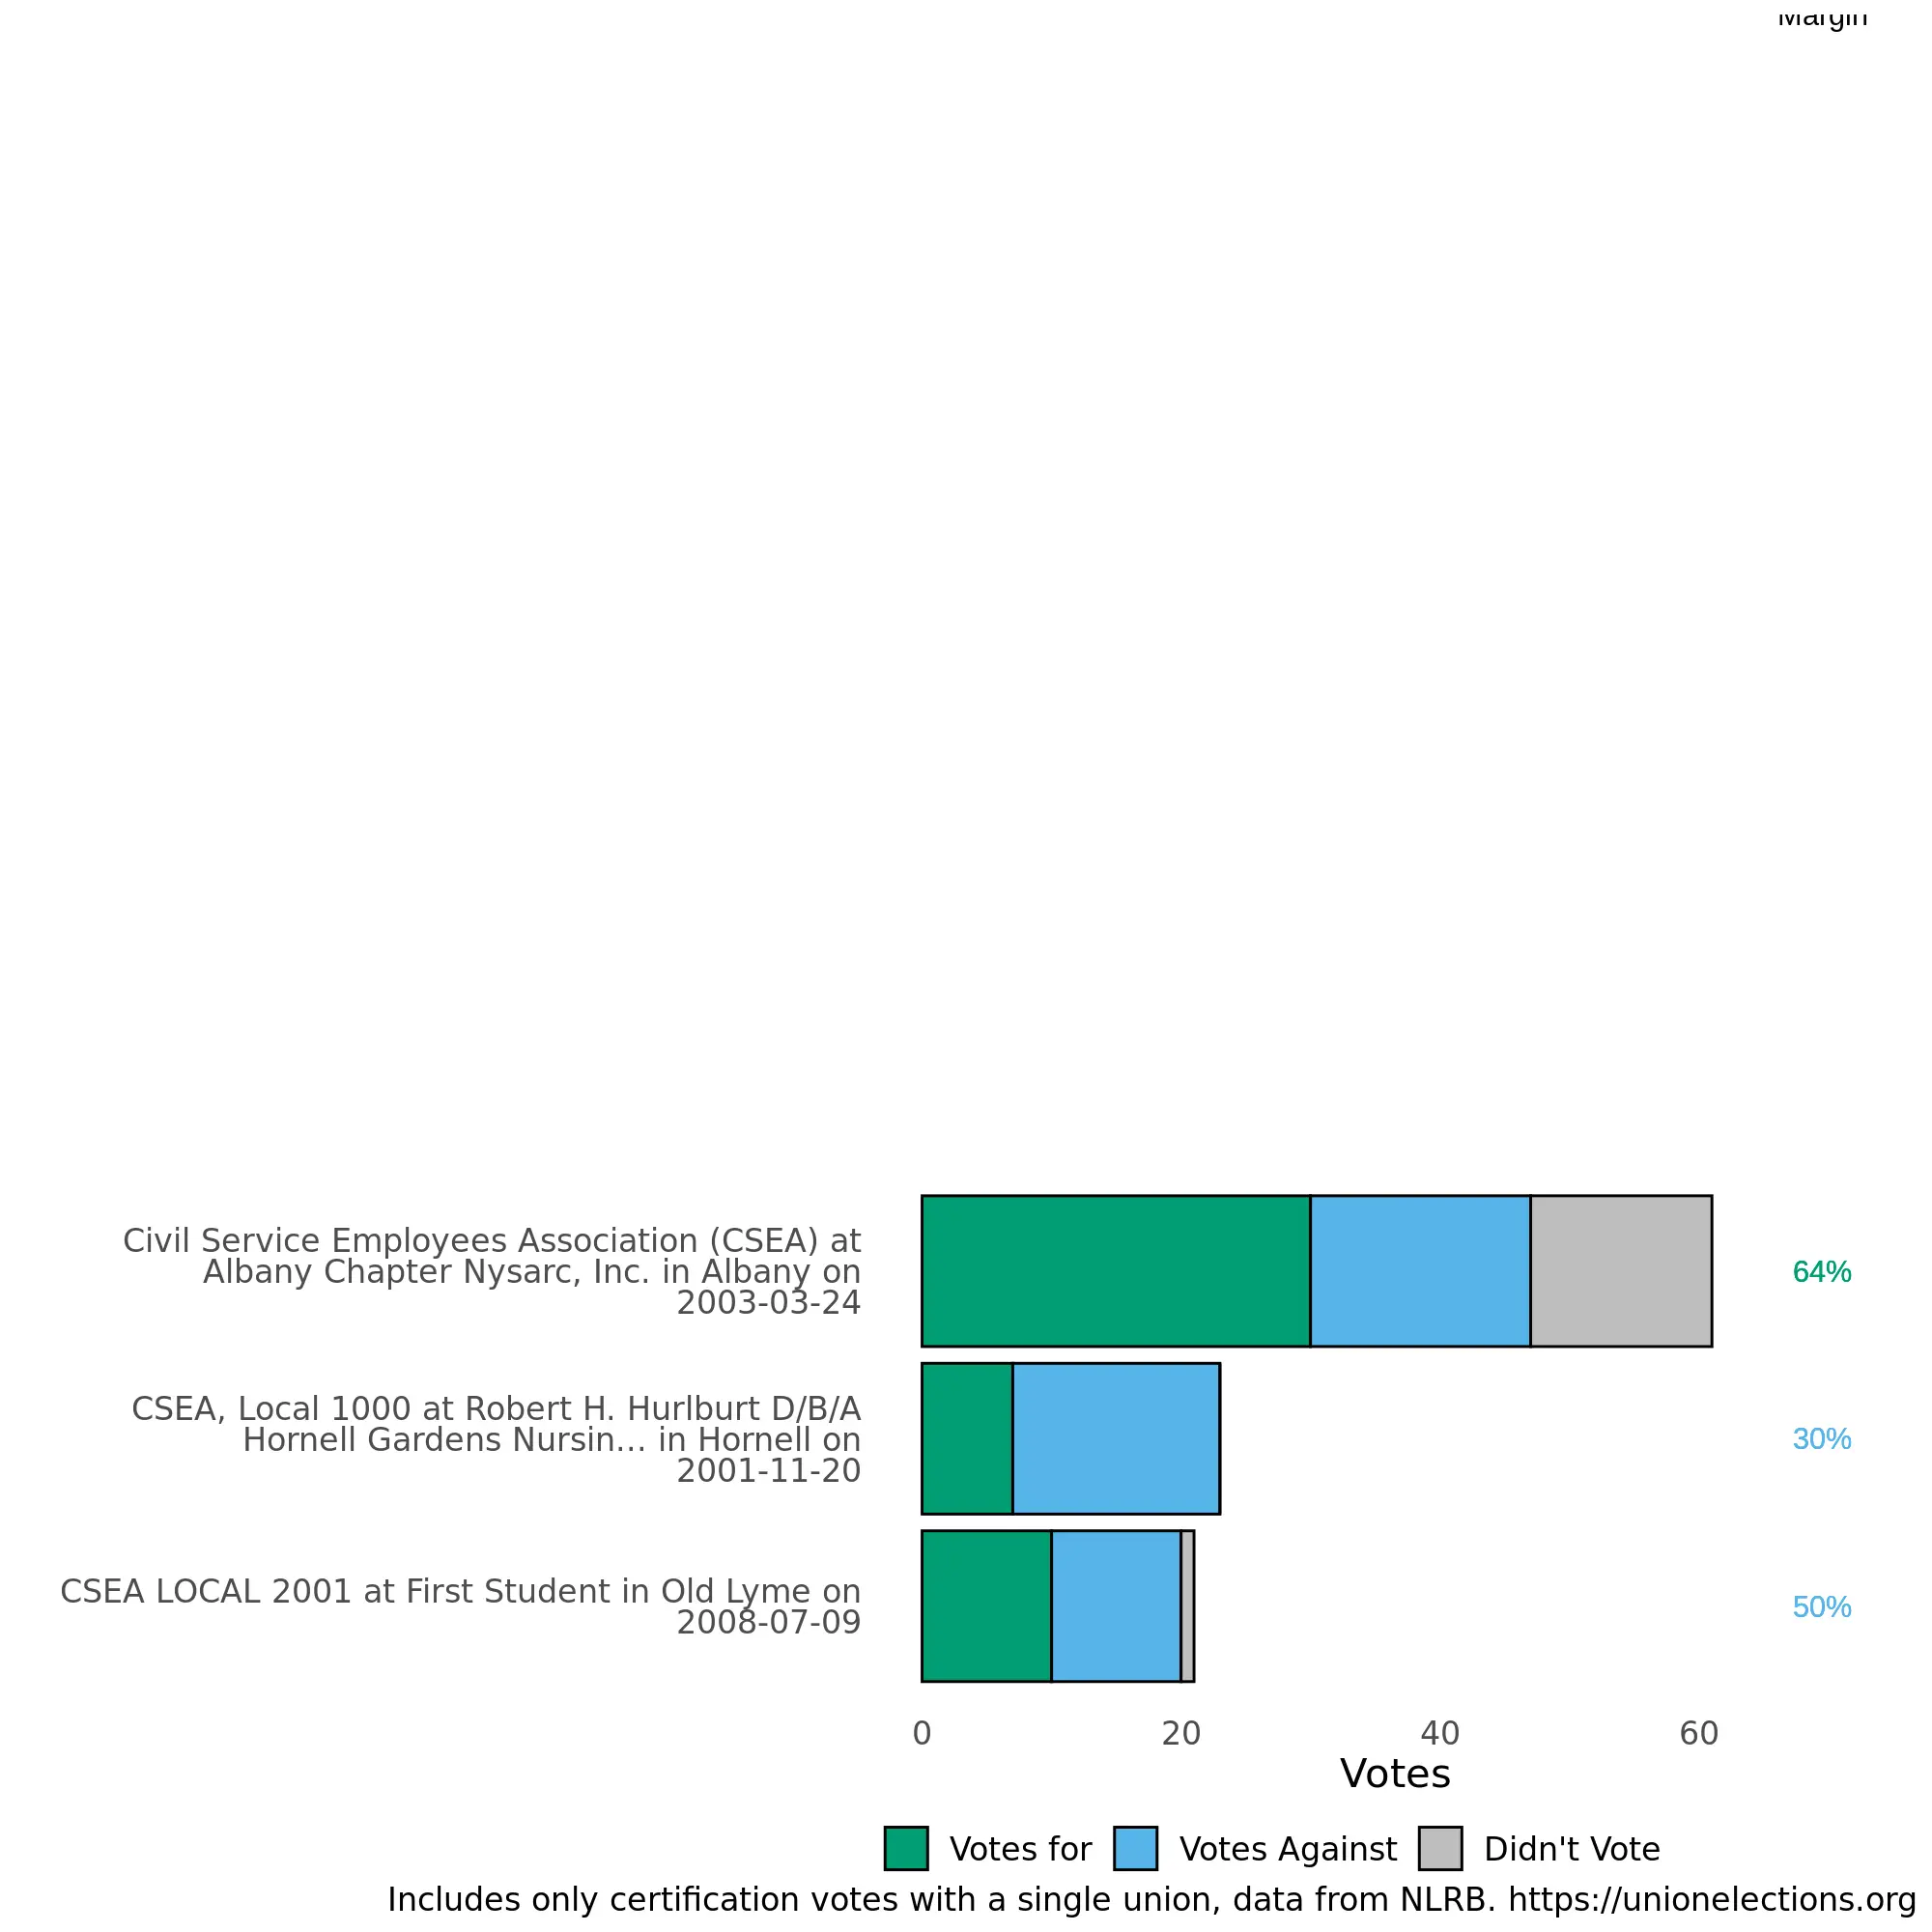 Margin
Civil Service Employees Association (CSEA) at
Albany Chapter Nysarc, Inc. in Albany on
2003-03-24
64%
CSEA, Local 1000 at Robert H. Hurlburt D/B/A
Hornell Gardens Nursin... in Hornell on
2001-11-20
30%
CSEA LOCAL 2001 at First Student in Old Lyme on
2008-07-09
50%
0 20 40 60
Votes
Votes for Votes Against Didn't Vote
Includes only certification votes with a single union, data from NLRB. https://unionelections.org